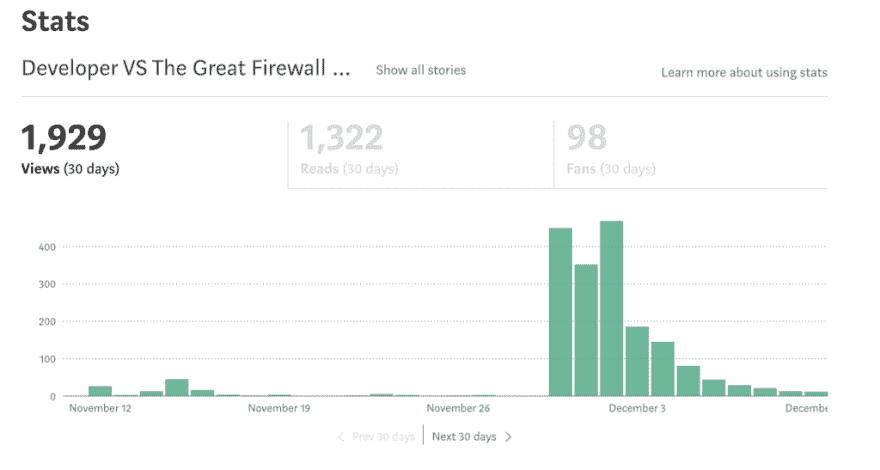 Stats
Developer VS The Great Firewall ... Show all stories Learn more about using stats
1,929 1,322 98
Views (30 days) Reads (30 days) Fans (30 days)
400
300
200
100
0
November 12 November 19 November 26 December 3 Decembe
Prev 30 days Next 30 days